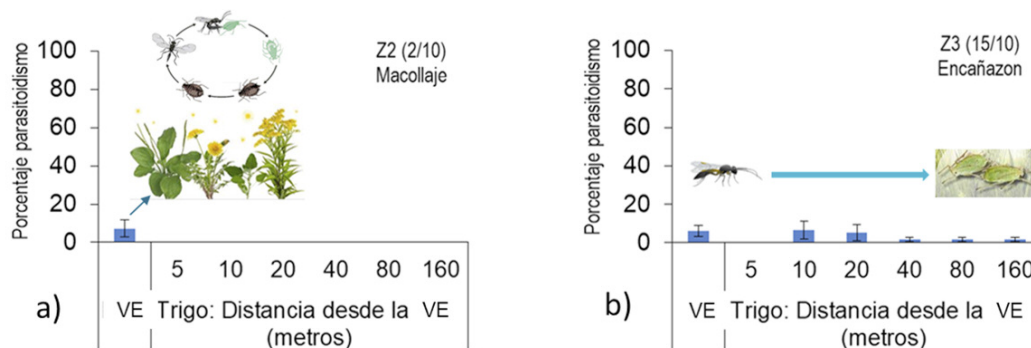 Porcentaje parasitoidismo
100
80
60
40
20
0
Z2 (2/10)
Macollaje
5 10 20 40 80 160
VE Trigo: Distancia desde la VE
(metros)
a)
Porcentaje parasitoidismo
100
80
60
40
20
0
Z3 (15/10)
Encañazon
5 10 20 40 80 160
VE Trigo: Distancia desde la VE
(metros)
b)